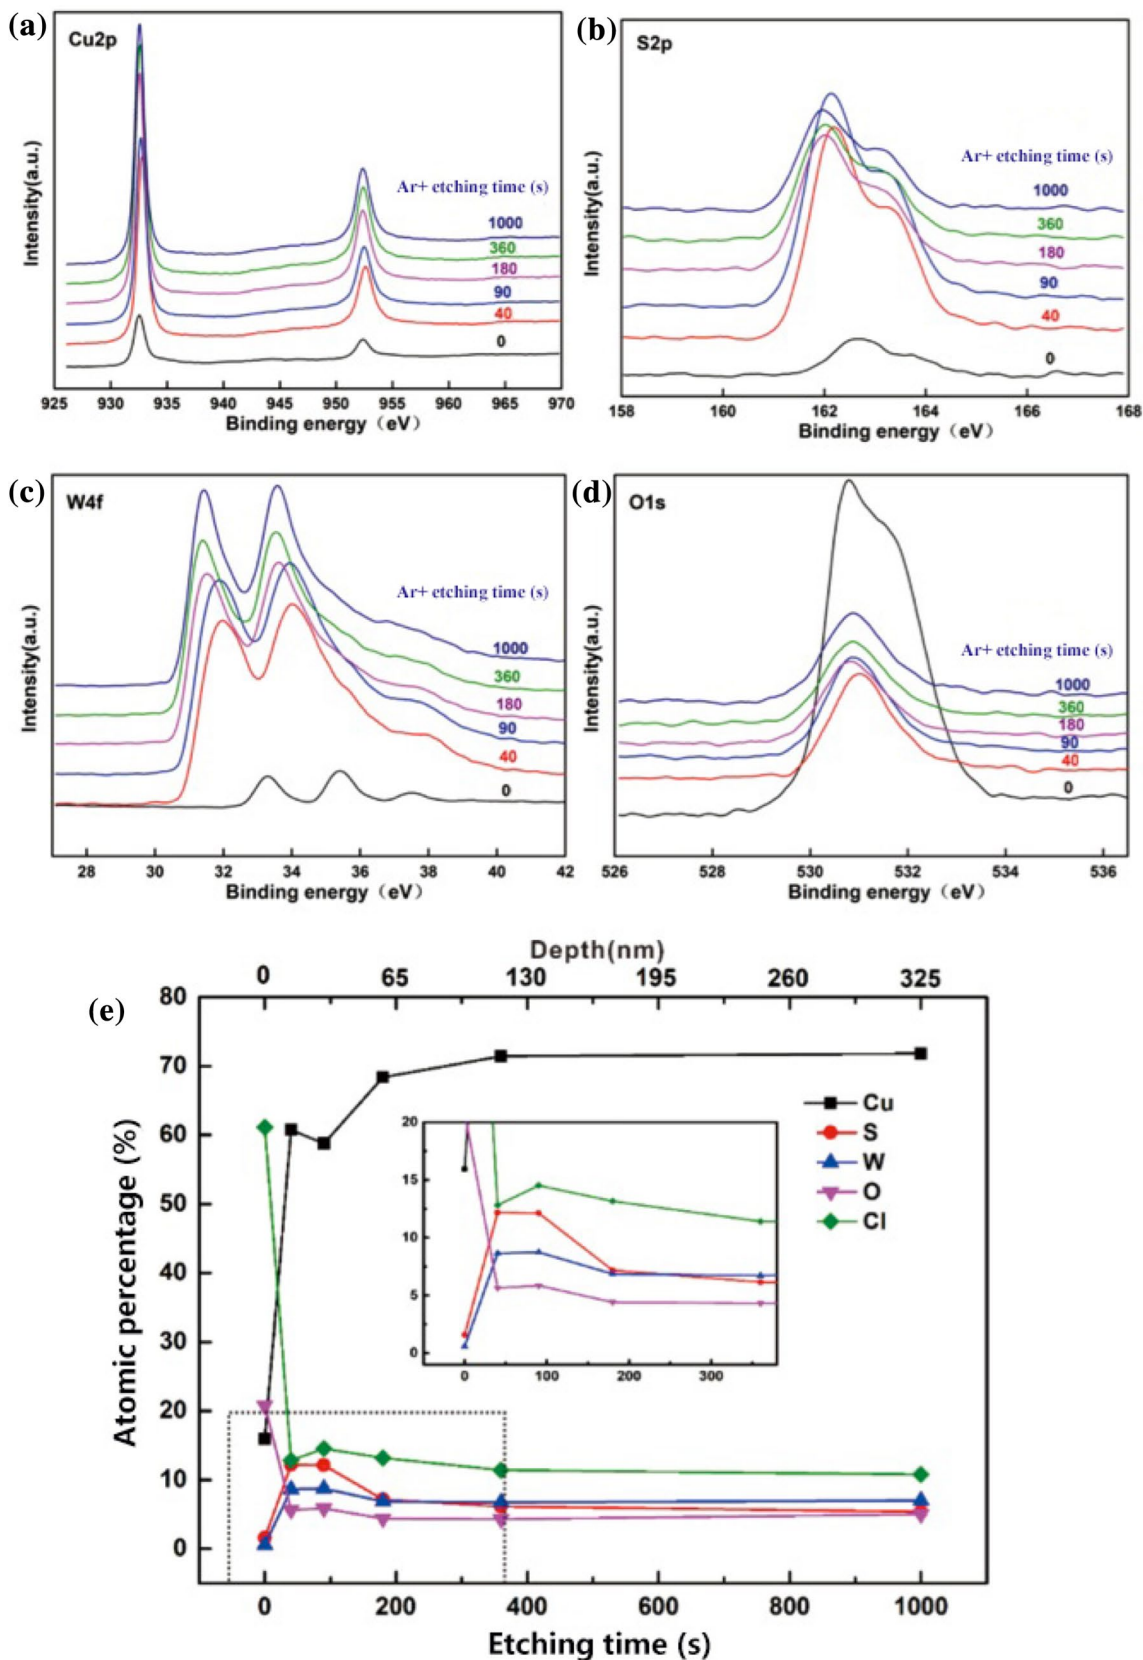 (a)
Cu2p
Intensity(a.u.)
Ar+ etching time (s)
1000
360
180
90
40
0
925 930 935 940 945 950 955 960 965 970
Binding energy（eV）
(b)
S2p
Intensity(a.u.)
Ar+ etching time (s)
1000
360
180
90
40
0
158 160 162 164 166 168
Binding energy（eV）
(c)
W4f
Intensity(a.u.)
Ar+ etching time (s)
1000
360
180
90
40
0
28 30 32 34 36 38 40 42
Binding energy（eV）
(d)
O1s
Intensity(a.u.)
Ar+ etching time (s)
1000
360
180
90
40
0
526 528 530 532 534 536
Binding energy（eV）
(e)
Depth(nm)
0 65 130 195 260 325
Atomic percentage (%)
80
70
60
50
40
30
20
10
0
20
15
10
5
0
0 100 200 300
Cu
S
W
O
Cl
0 200 400 600 800 1000
Etching time (s)